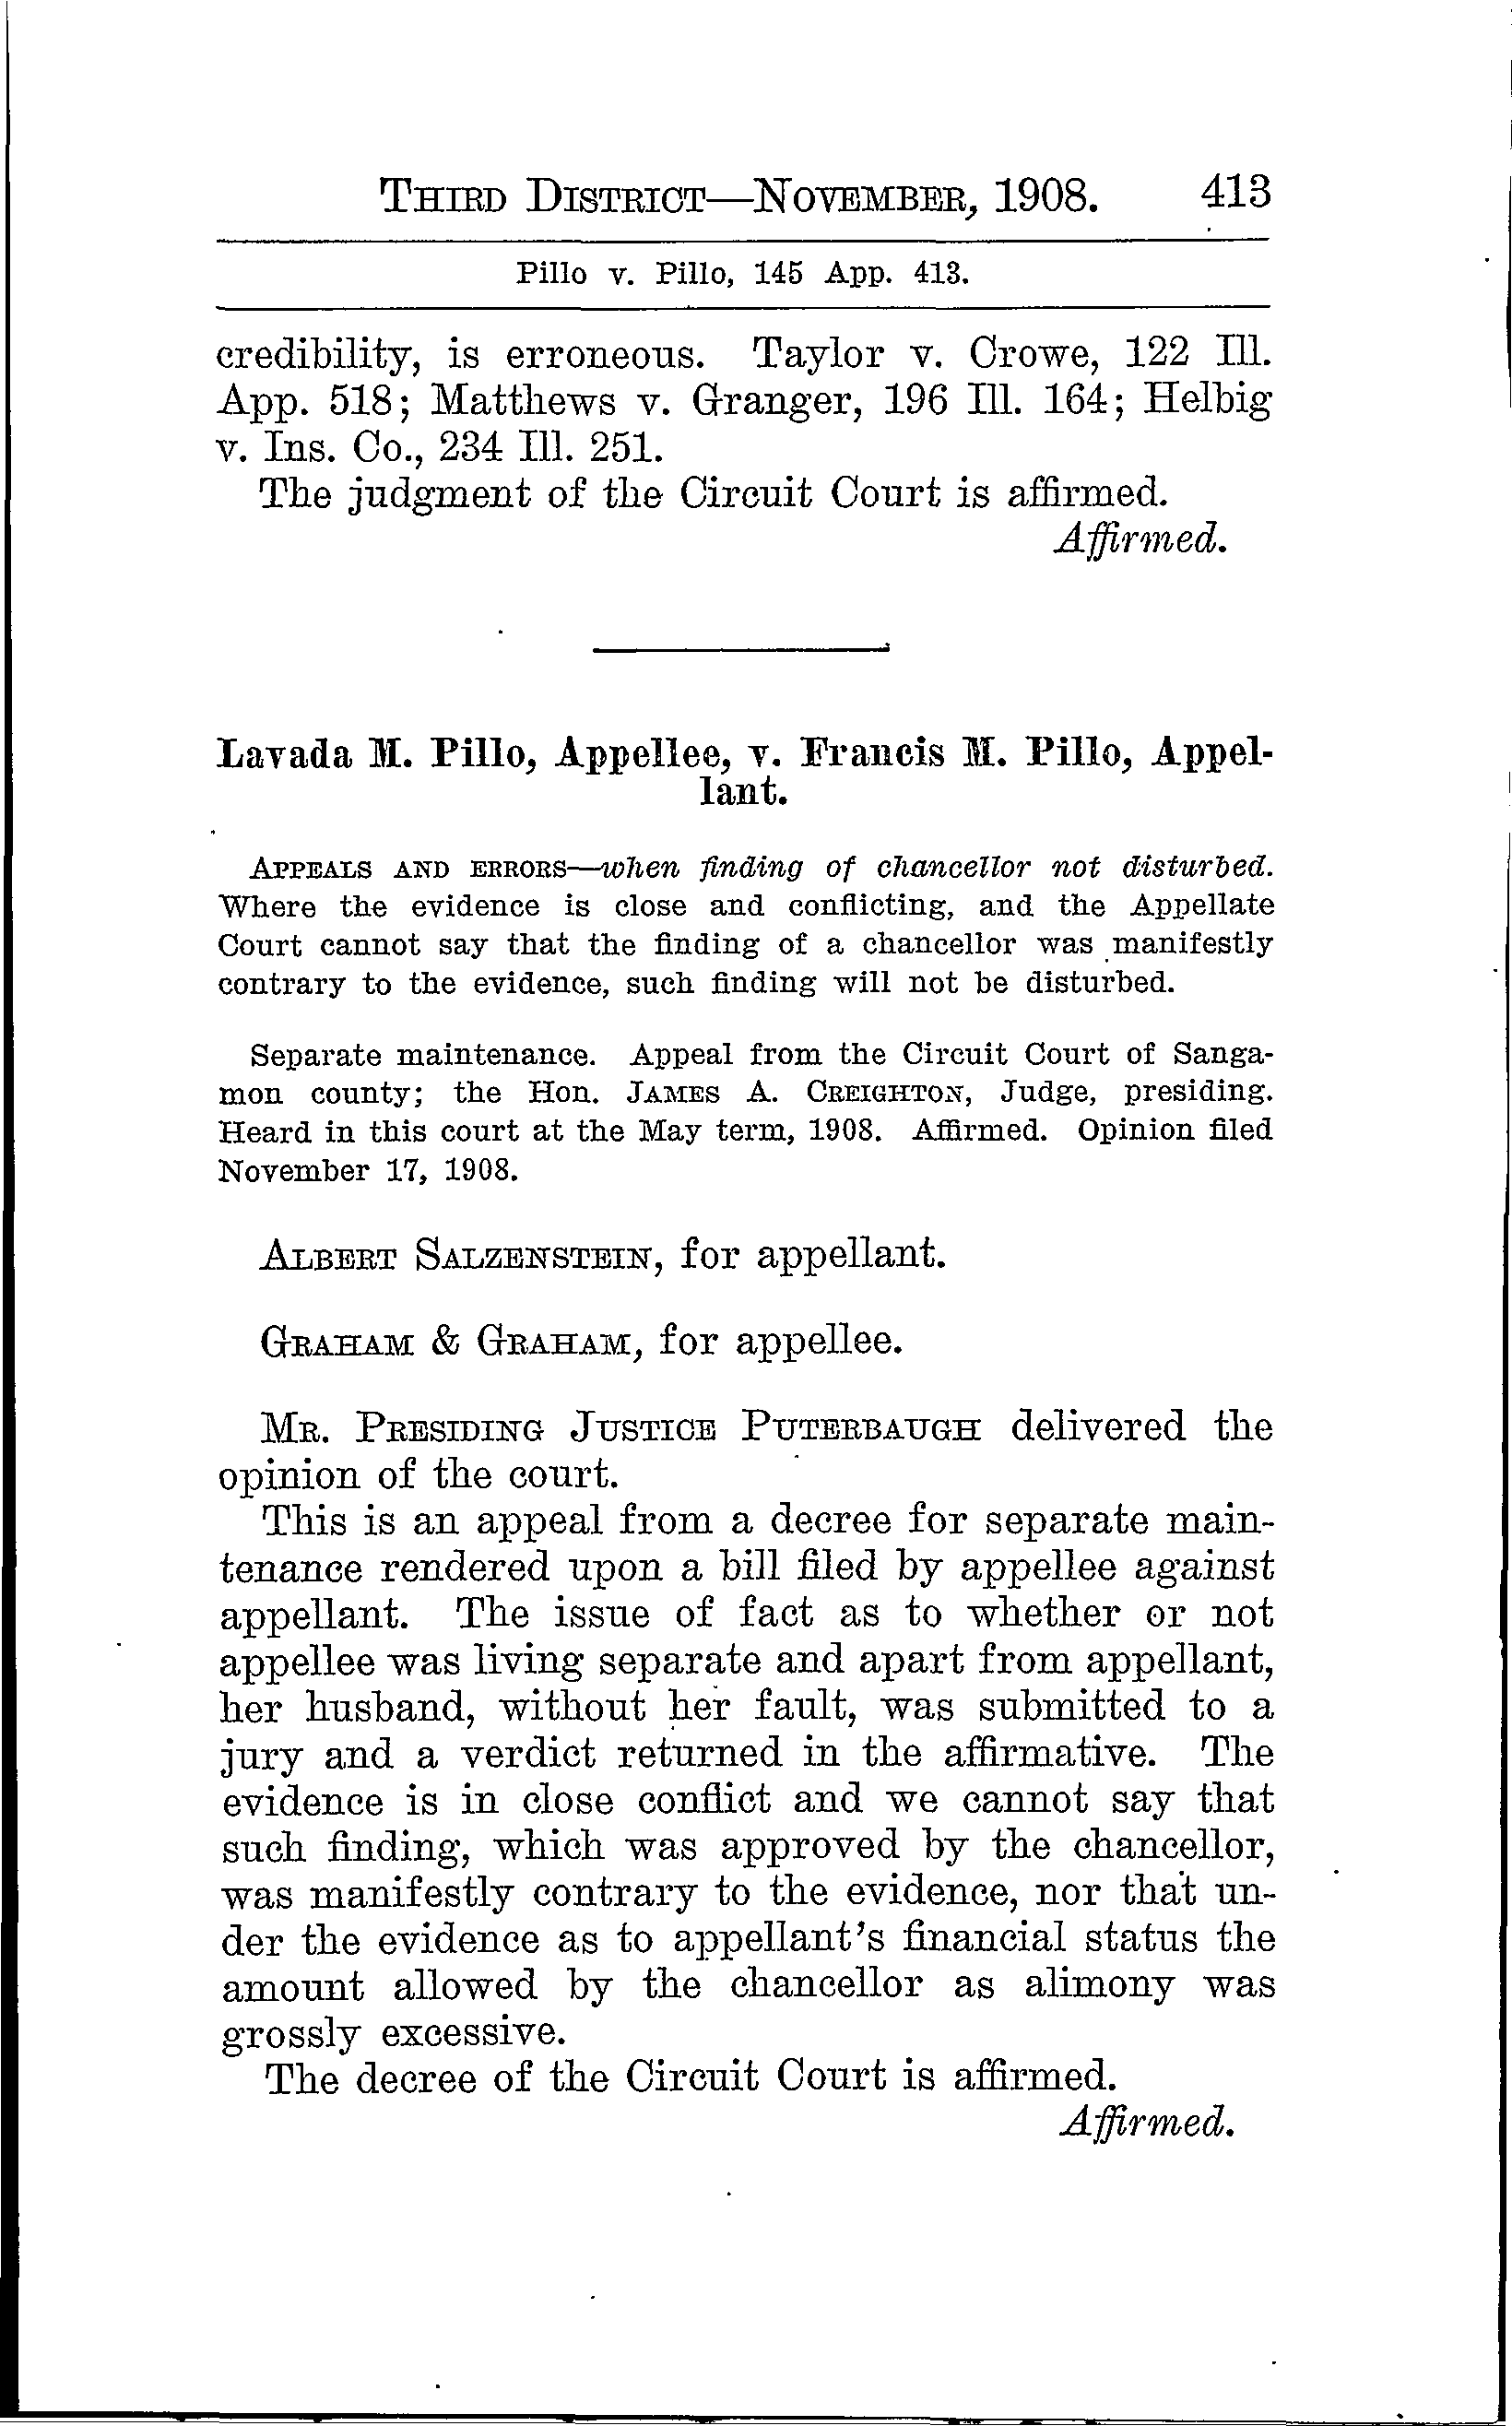 THIRD DISTRICT—NOVEMBER, 1908. 413
Pillo v. Pillo, 145 App. 413.
credibility, is erroneous. Taylor v. Crowe, 122 Ill.
App. 518; Matthews v. Granger, 196 Ill. 164; Helbig
v. Ins. Co., 234 Ill. 251.
The judgment of the Circuit Court is affirmed.
Affirmed.
Lavada M. Pillo, Appellee, v. Francis M. Pillo, Appel-
lant.
APPEALS AND ERRORS—when finding of chancellor not disturbed.
Where the evidence is close and conflicting, and the Appellate
Court cannot say that the finding of a chancellor was manifestly
contrary to the evidence, such finding will not be disturbed.
Separate maintenance. Appeal from the Circuit Court of Sanga-
mon county; the Hon. JAMES A. CREIGHTON, Judge, presiding.
Heard in this court at the May term, 1908. Affirmed. Opinion filed
November 17, 1908.
ALBERT SALZENSTEIN, for appellant.
GRAHAM & GRAHAM, for appellee.
MR. PRESIDING JUSTICE PUTERBAUGH delivered the
opinion of the court.
This is an appeal from a decree for separate main-
tenance rendered upon a bill filed by appellee against
appellant. The issue of fact as to whether or not
appellee was living separate and apart from appellant,
her husband, without her fault, was submitted to a
jury and a verdict returned in the affirmative. The
evidence is in close conflict and we cannot say that
such finding, which was approved by the chancellor,
was manifestly contrary to the evidence, nor that un-
der the evidence as to appellant's financial status the
amount allowed by the chancellor as alimony was
grossly excessive.
The decree of the Circuit Court is affirmed.
Affirmed.